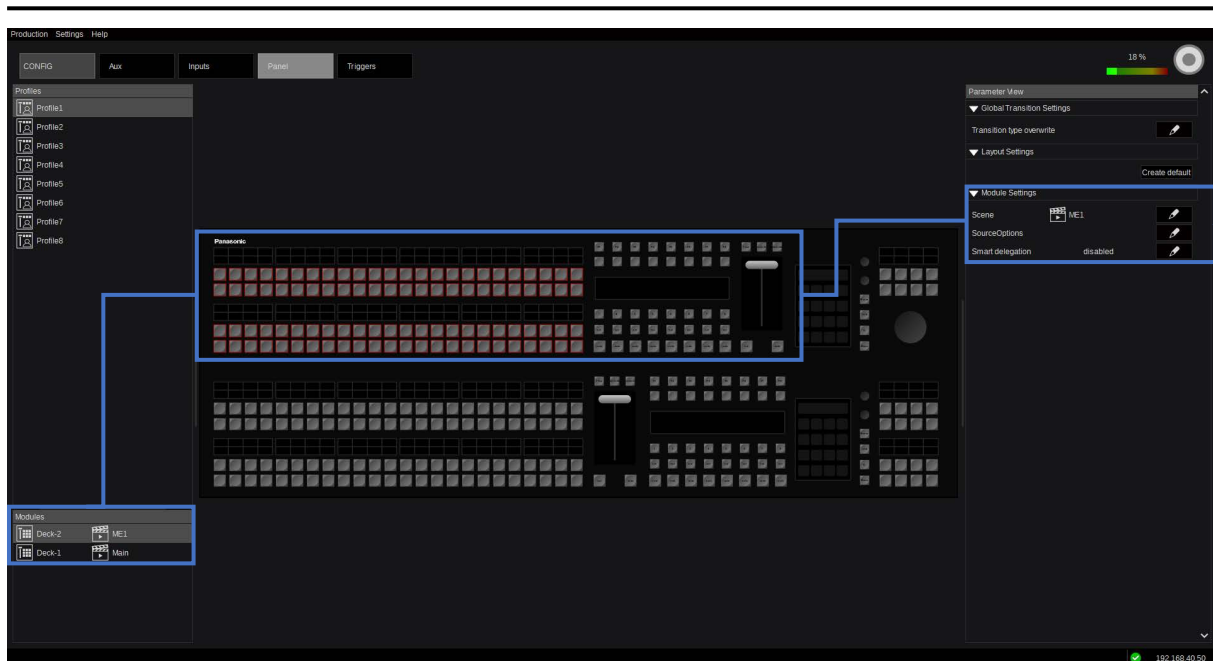 Production Settings Help
CONFIG Aux Inputs Panel Triggers
18 %
Profiles
Profile1
Profile2
Profile3
Profile4
Profile5
Profile6
Profile7
Profile8
Panasonic
Parameter View
Global Transition Settings
Transition type overwrite
Layout Settings
Create default
Module Settings
Scene ME1
SourceOptions
Smart delegation disabled
Modules
Deck-2 ME1
Deck-1 Main
192.168.40.50